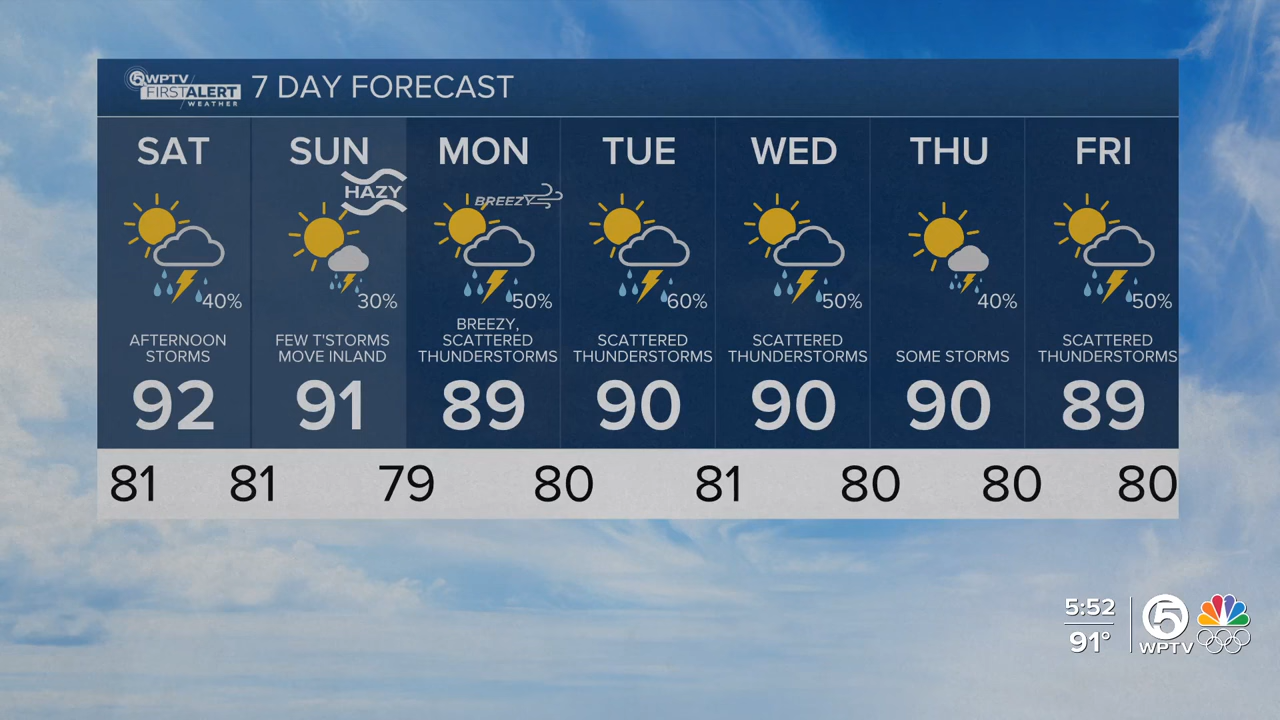 5 WPTV
FIRST ALERT
WEATHER
7 DAY FORECAST
SAT
SUN
MON
TUE
WED
THU
FRI
HAZY
BREEZY
40%
30%
50%
60%
50%
40%
50%
AFTERNOON
STORMS
FEW T'STORMS
MOVE INLAND
BREEZY,
SCATTERED
THUNDERSTORMS
SCATTERED
THUNDERSTORMS
SCATTERED
THUNDERSTORMS
SOME STORMS
SCATTERED
THUNDERSTORMS
92
91
89
90
90
90
89
81
81
79
80
81
80
80
80
5:52
91°
5
WPTV